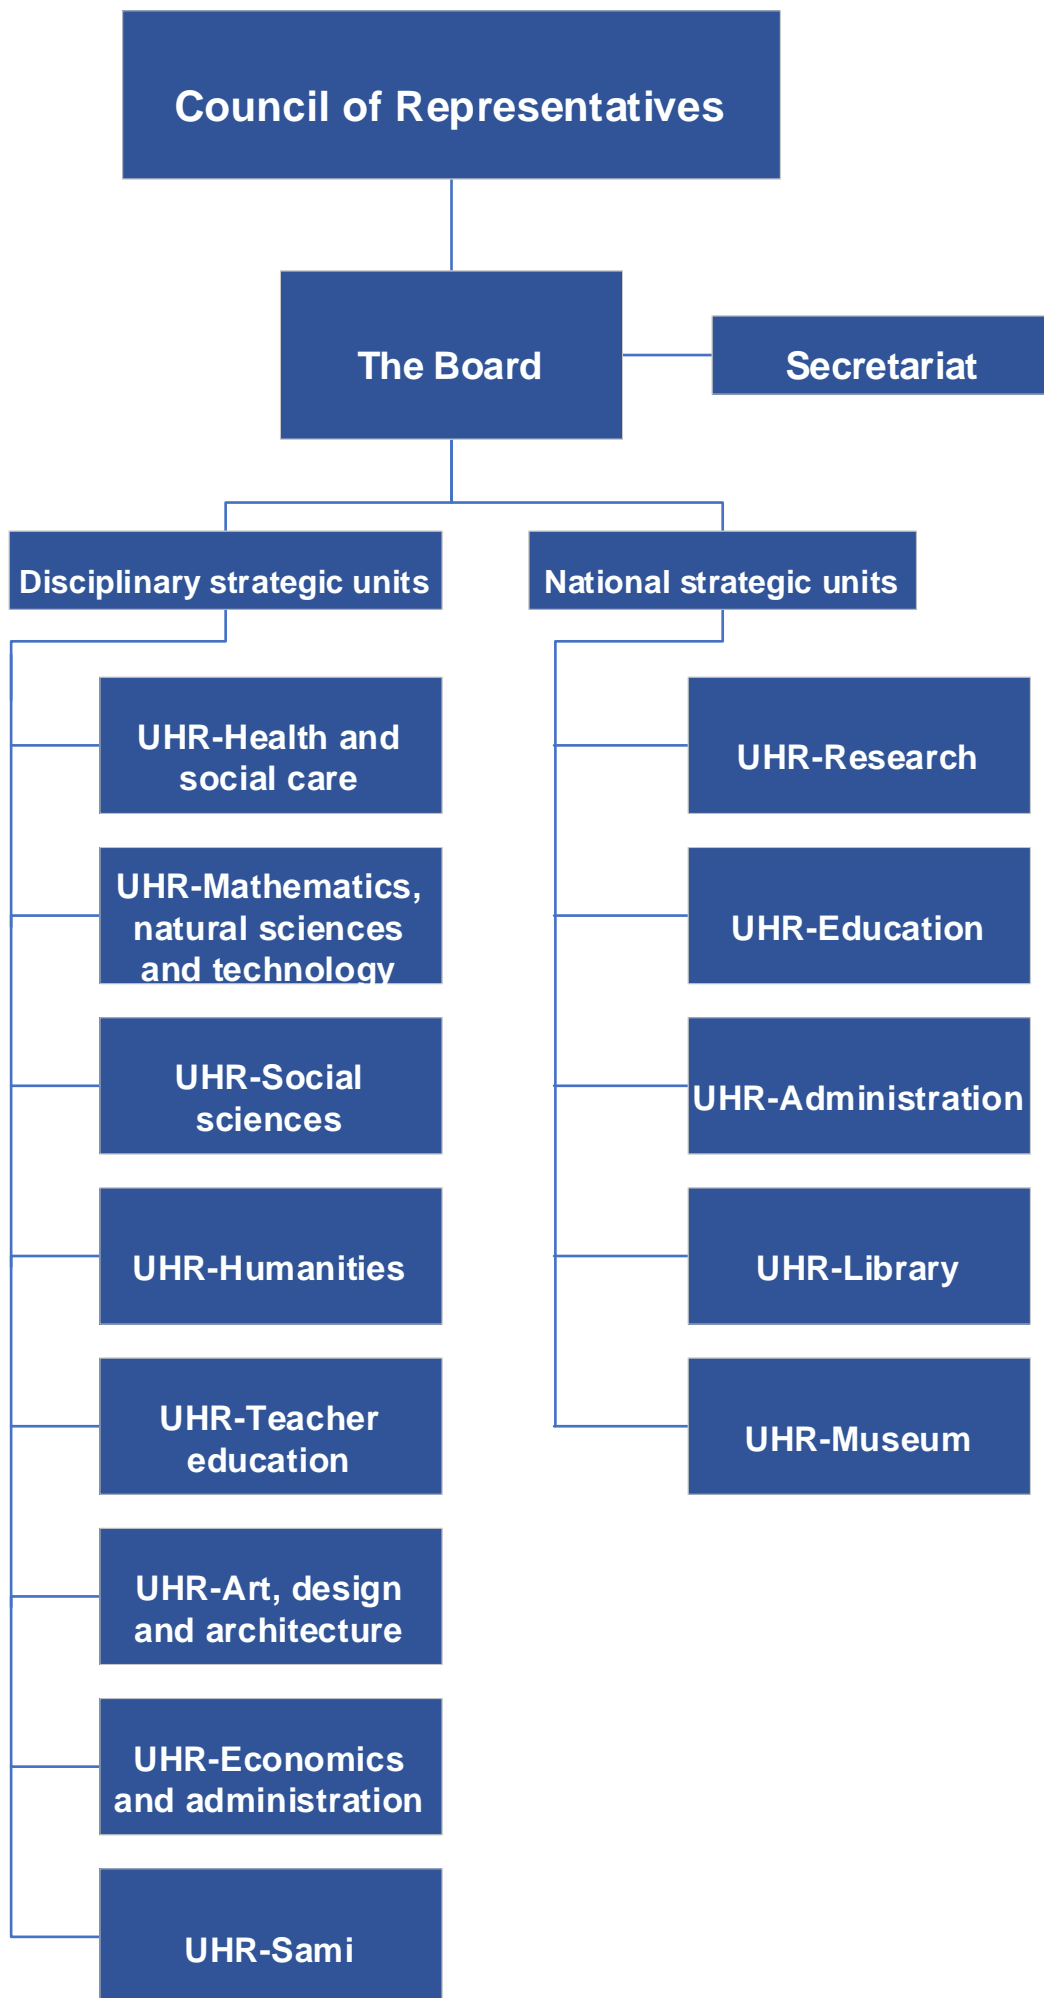 Council of Representatives
The Board
Secretariat
Disciplinary strategic units
National strategic units
UHR-Health and
social care
UHR-Mathematics,
natural sciences
and technology
UHR-Social
sciences
UHR-Humanities
UHR-Teacher
education
UHR-Art, design
and architecture
UHR-Economics
and administration
UHR-Sami
UHR-Research
UHR-Education
UHR-Administration
UHR-Library
UHR-Museum